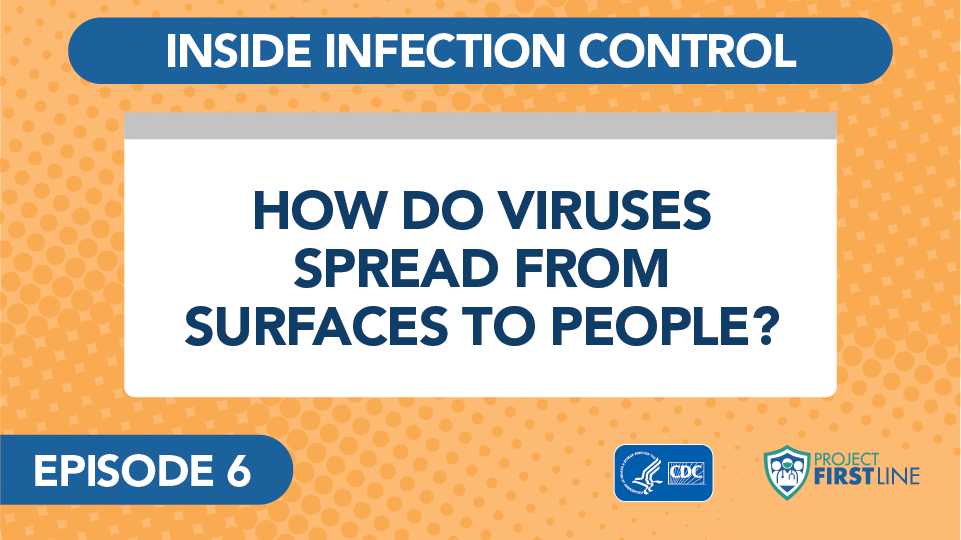 INSIDE INFECTION CONTROL
HOW DO VIRUSES
SPREAD FROM
SURFACES TO PEOPLE?
EPISODE 6
CDC
PROJECT
FIRSTLINE